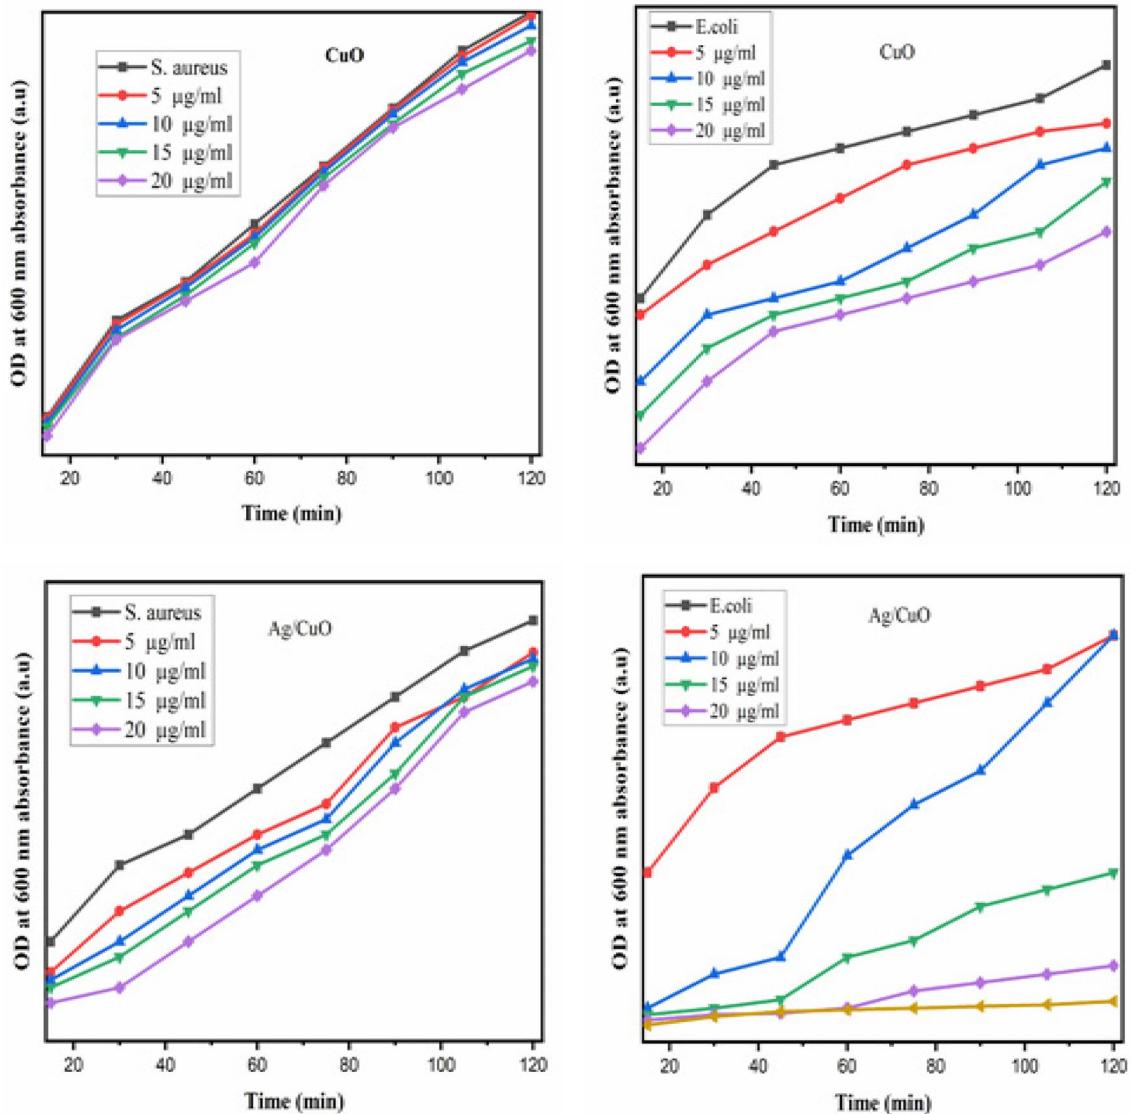 CuO
S. aureus
5 µg/ml
10 µg/ml
15 µg/ml
20 µg/ml
OD at 600 nm absorbance (a.u)
20 40 60 80 100 120
Time (min)
CuO
E.coli
5 µg/ml
10 µg/ml
15 µg/ml
20 µg/ml
OD at 600 nm absorbance (a.u)
20 40 60 80 100 120
Time (min)
Ag/CuO
S. aureus
5 µg/ml
10 µg/ml
15 µg/ml
20 µg/ml
OD at 600 nm absorbance (a.u)
20 40 60 80 100 120
Time (min)
Ag/CuO
E.coli
5 µg/ml
10 µg/ml
15 µg/ml
20 µg/ml
OD at 600 nm absorbance (a.u)
20 40 60 80 100 120
Time (min)